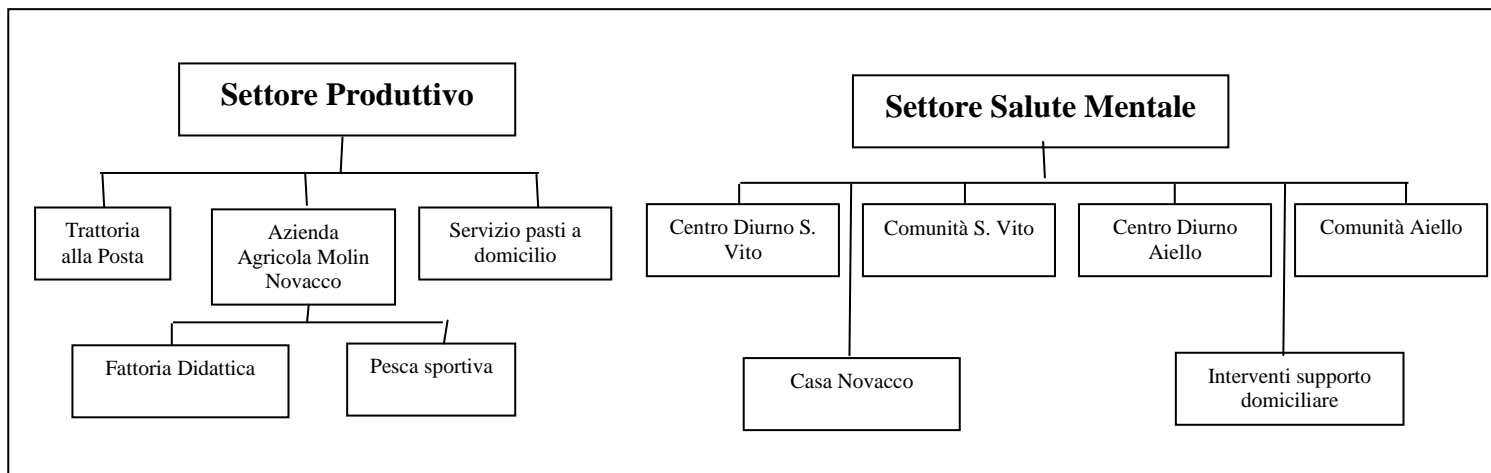 Settore Produttivo
Settore Salute Mentale
Trattoria
alla Posta
Azienda
Agricola Molin
Novacco
Servizio pasti a
domicilio
Centro Diurno S.
Vito
Comunità S. Vito
Centro Diurno
Aiello
Comunità Aiello
Fattoria Didattica
Pesca sportiva
Casa Novacco
Interventi supporto
domiciliare